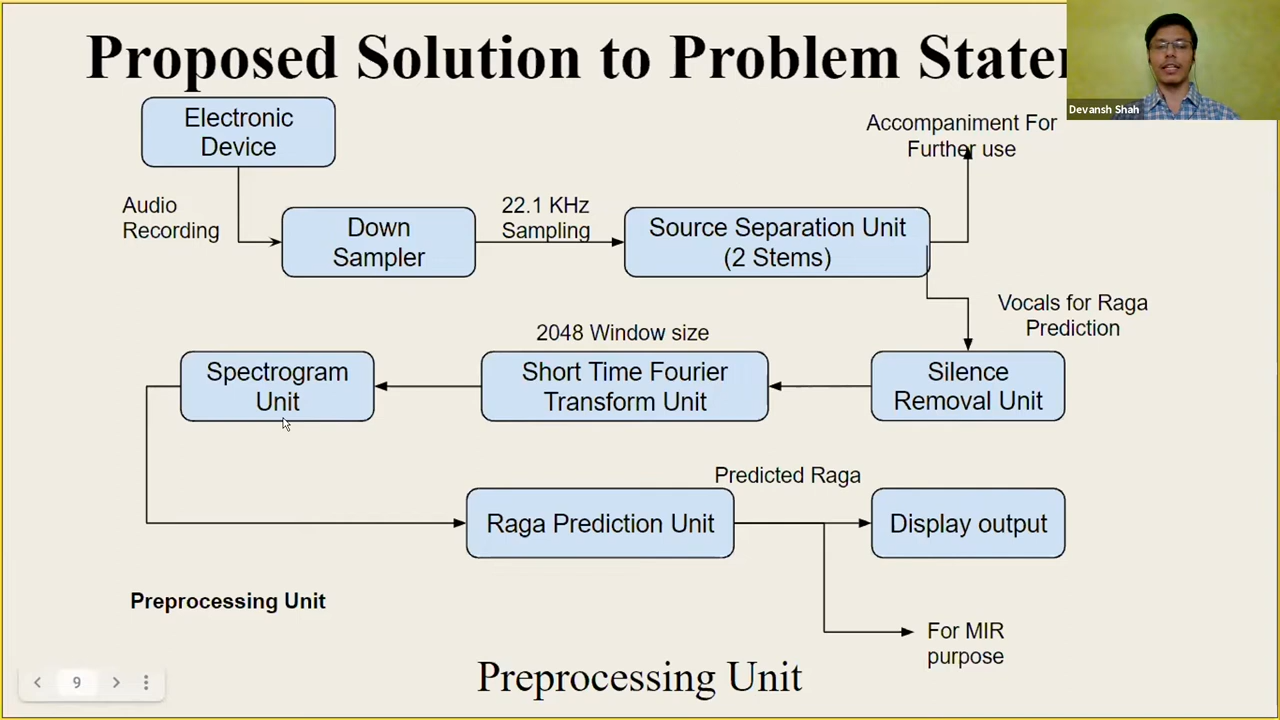 Proposed Solution to Problem State
Devansh Shah
Electronic
Device
Accompaniment For
Further use
Audio
Recording
Down
Sampler
22.1 KHz
Sampling
Source Separation Unit
(2 Stems)
Vocals for Raga
Prediction
2048 Window size
Spectrogram
Unit
Short Time Fourier
Transform Unit
Silence
Removal Unit
Predicted Raga
Raga Prediction Unit
Display output
Preprocessing Unit
For MIR
purpose
Preprocessing Unit
9